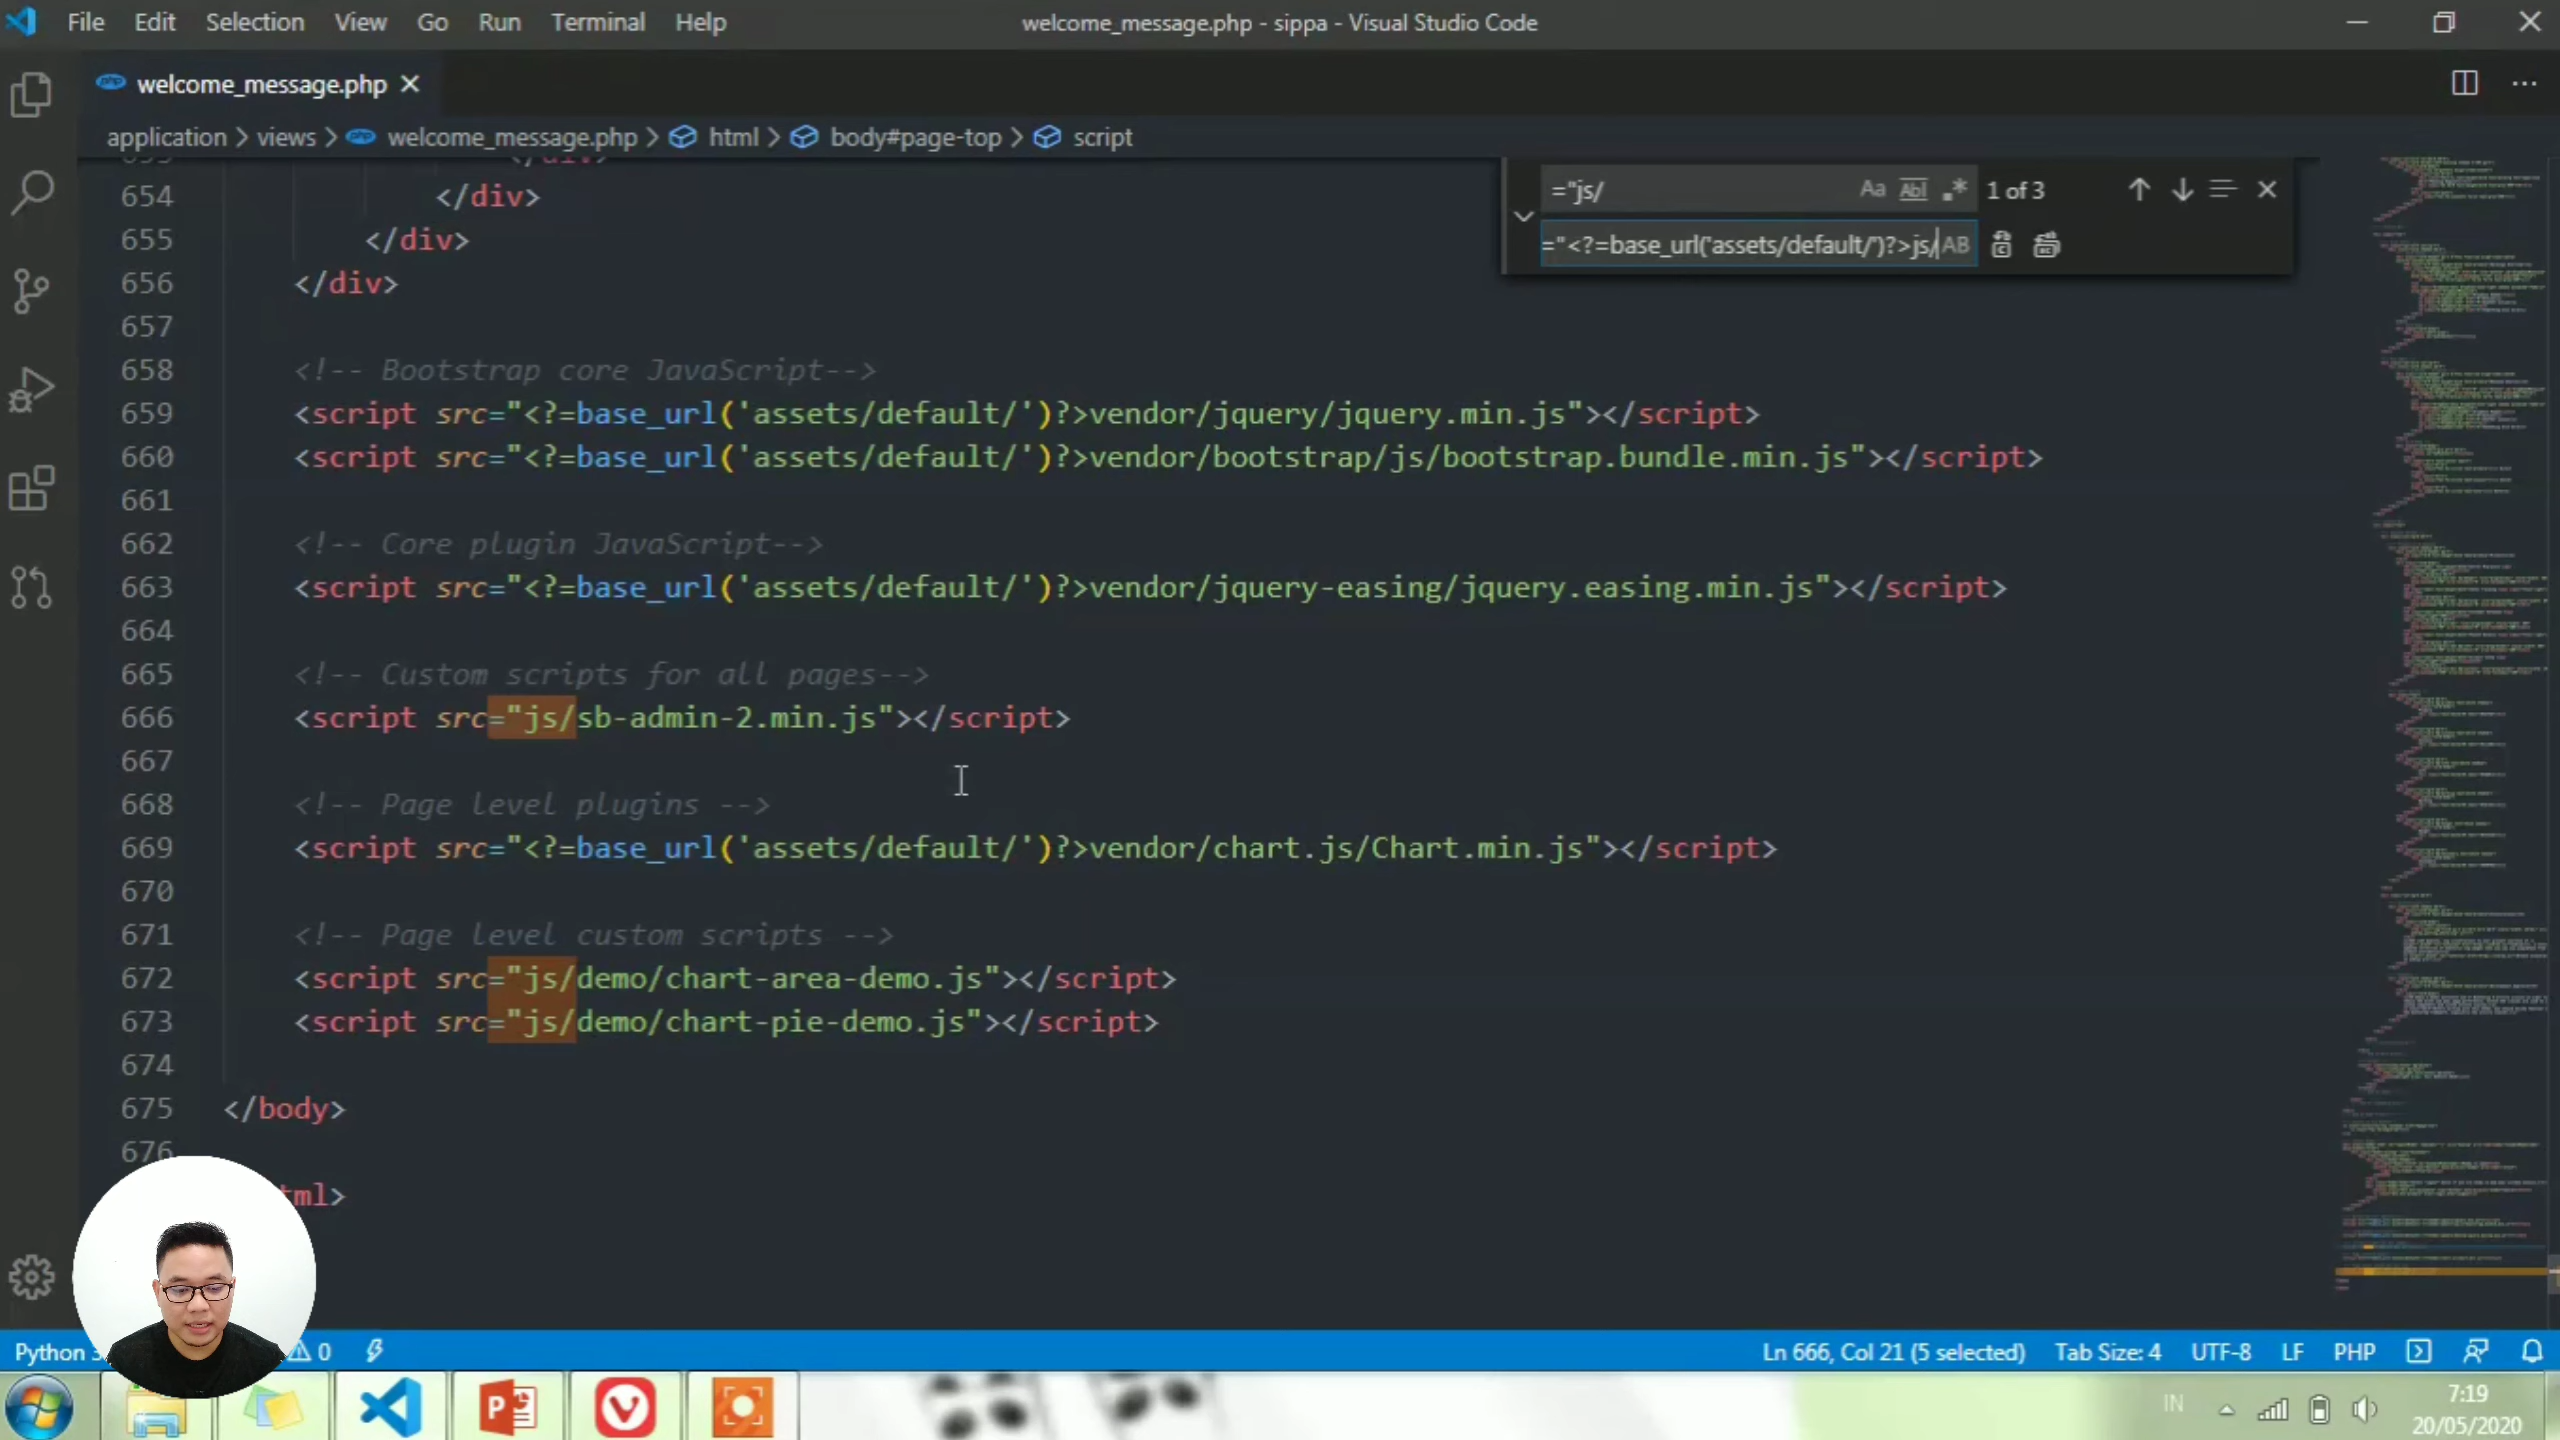 File Edit Selection View Go Run Terminal Help
welcome_message.php - sippa - Visual Studio Code
welcome_message.php
application > views > welcome_message.php > html > body#page-top > script
="js/ Aa Abl .* 1 of 3
="<?=base_url('assets/default/')?>js/ AB
654 </div>
655 </div>
656 </div>
657
658 <!-- Bootstrap core JavaScript-->
659 <script src="<?=base_url('assets/default/')?>vendor/jquery/jquery.min.js"></script>
660 <script src="<?=base_url('assets/default/')?>vendor/bootstrap/js/bootstrap.bundle.min.js"></script>
661
662 <!-- Core plugin JavaScript-->
663 <script src="<?=base_url('assets/default/')?>vendor/jquery-easing/jquery.easing.min.js"></script>
664
665 <!-- Custom scripts for all pages-->
666 <script src="js/sb-admin-2.min.js"></script>
667
668 <!-- Page level plugins -->
669 <script src="<?=base_url('assets/default/')?>vendor/chart.js/Chart.min.js"></script>
670
671 <!-- Page level custom scripts -->
672 <script src="js/demo/chart-area-demo.js"></script>
673 <script src="js/demo/chart-pie-demo.js"></script>
674
675 </body>
676
tml>
Python 0
Ln 666, Col 21 (5 selected) Tab Size: 4 UTF-8 LF PHP
IN
7:19
20/05/2020